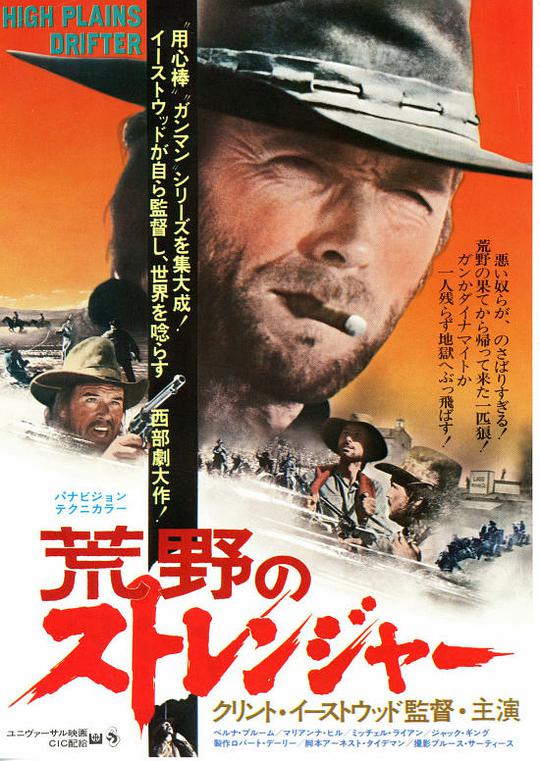 HIGH PLAINS
DRIFTER
"用心棒""ガンマン"シリーズを集大成!
イーストウッドが自ら監督し、世界を唸らす 西部劇大作!
悪い奴らが、のさばりすぎる?
荒野の果てから帰って来た一匹狼!
ガンかダイナマイトか
一人残らず地獄へぶっ飛ばす!
パナビジョン
テクニカラー
荒野の
ストレンジャー
クリント・イーストウッド監督・主演
ユニヴァーサル映画
CIC配給
ベルナ・ブルーム/マリアンナ・ヒル/ミッチェル・ライアン/ジャック・ギング
製作ロバート・デーリー/脚本アーネスト・タイデマン/撮影ブルース・サーティース